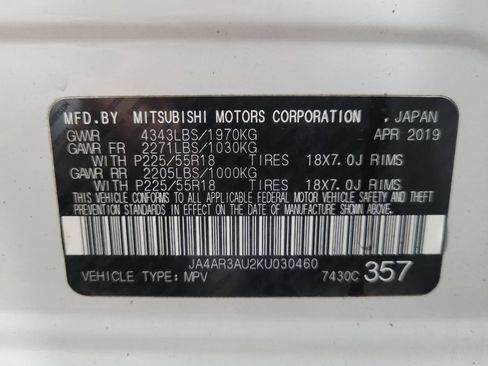 MFD.BY MITSUBISHI MOTORS CORPORATION , JAPAN
GVWR 4343LBS/1970KG APR 2019
GAWR FR 2271LBS/1030KG
WITH P225/55R18 TIRES 18X7.0J RIMS
GAWR RR 2205LBS/1000KG
WITH P225/55R18 TIRES 18X7.0J RIMS
THIS VEHICLE CONFORMS TO ALL APPLICABLE FEDERAL MOTOR VEHICLE SAFETY AND THEFT
PREVENTION STANDARDS IN EFFECT ON THE DATE OF MANUFACTURE SHOWN ABOVE.
JA4AR3AU2KU030460
VEHICLE TYPE: MPV 7430C 357